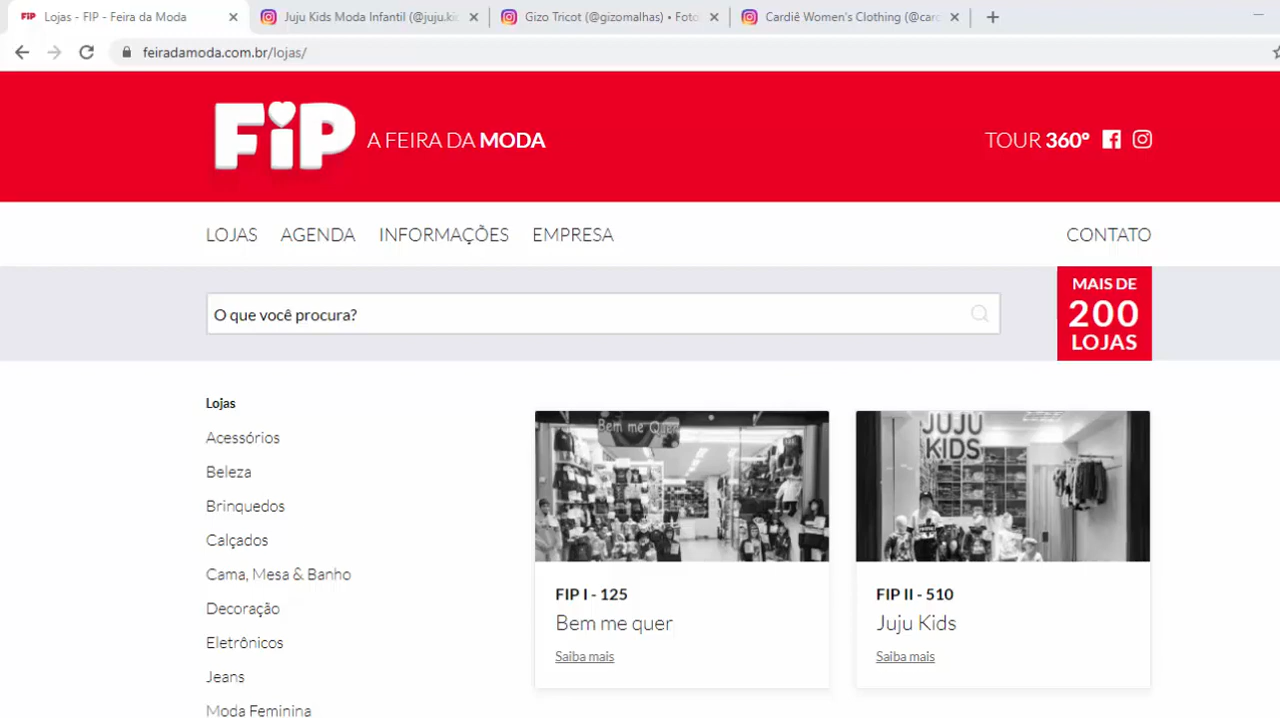 FiP Lojas - FIP - Feira da Moda
Juju Kids Moda Infantil (@juju.ki
Gizo Tricot (@gizomalhas) • Foto
Cardiê Women's Clothing (@card
feiradamoda.com.br/lojas/
FiP A FEIRA DA MODA
TOUR 360º
LOJAS AGENDA INFORMAÇÕES EMPRESA CONTATO
O que você procura?
MAIS DE
200
LOJAS
Lojas
Acessórios
Beleza
Brinquedos
Calçados
Cama, Mesa & Banho
Decoração
Eletrônicos
Jeans
Moda Feminina
Bem me Quer
FIP I - 125
Bem me quer
Saiba mais
JUJU
KIDS
FIP II - 510
Juju Kids
Saiba mais